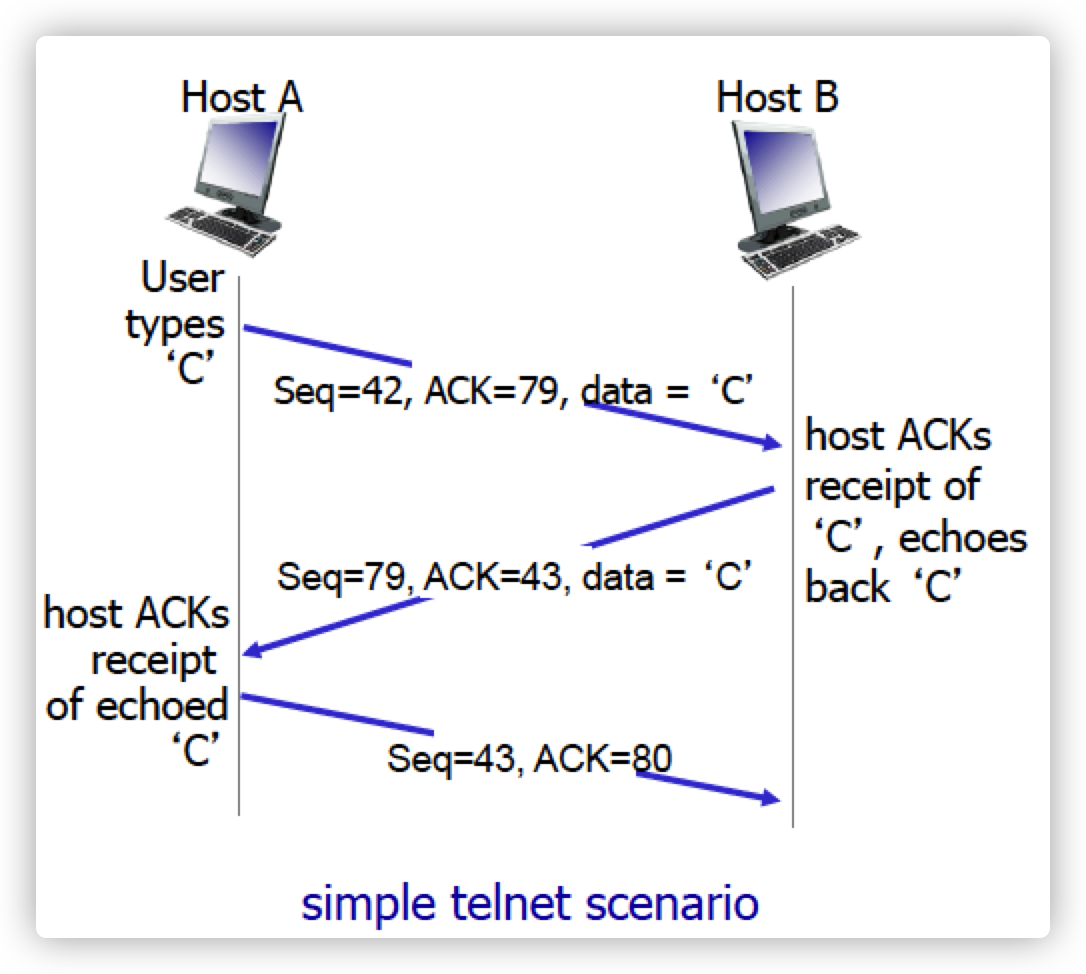 Host A
Host B
User
types
‘C’
Seq=42, ACK=79, data = ‘C’
host ACKs
receipt of
‘C’, echoes
back ‘C’
Seq=79, ACK=43, data = ‘C’
host ACKs
receipt
of echoed
‘C’
Seq=43, ACK=80
simple telnet scenario